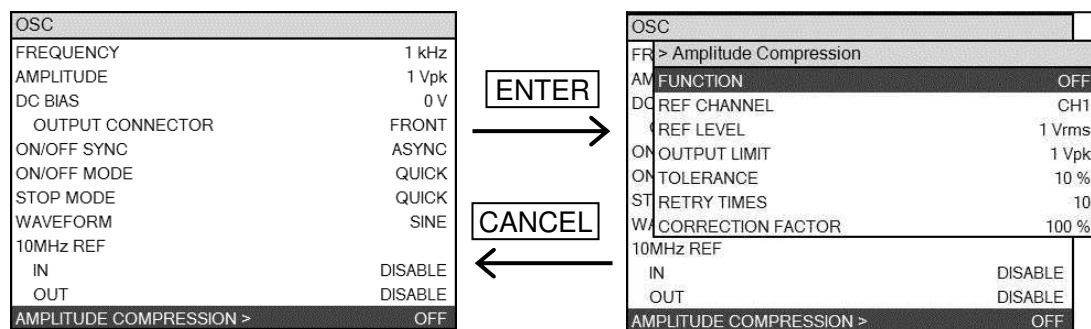 OSC
FREQUENCY 1 kHz
AMPLITUDE 1 Vpk
DC BIAS 0 V
OUTPUT CONNECTOR FRONT
ON/OFF SYNC ASYNC
ON/OFF MODE QUICK
STOP MODE QUICK
WAVEFORM SINE
10MHz REF
IN DISABLE
OUT DISABLE
AMPLITUDE COMPRESSION > OFF
ENTER
CANCEL
OSC
FR > Amplitude Compression
AM FUNCTION OFF
DC REF CHANNEL CH1
REF LEVEL 1 Vrms
ON OUTPUT LIMIT 1 Vpk
ON TOLERANCE 10 %
ST RETRY TIMES 10
WA CORRECTION FACTOR 100 %
10MHz REF
IN DISABLE
OUT DISABLE
AMPLITUDE COMPRESSION > OFF